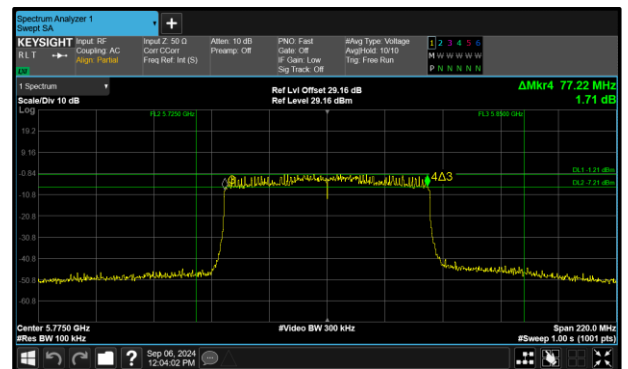 Spectrum Analyzer 1
Swept SA
+
KEYSIGHT Input: RF Input Z: 50 Ω Atten: 10 dB PNO: Fast #Avg Type: Voltage 1 2 3 4 5 6
RLT Coupling: AC Corr CCorr Preamp: Off Gate: Off Avg|Hold: 10/10 M W W W W W
Align: Partial Freq Ref: Int (S) IF Gain: Low Trig: Free Run
Sig Track: Off P N N N N N
1 Spectrum Ref Lvl Offset 29.16 dB ΔMkr4 77.22 MHz
Scale/Div 10 dB Ref Level 29.16 dBm 1.71 dB
Log
FL2 5.7250 GHz FL3 5.8500 GHz
19.2
9.16
-0.84 4Δ3 DL1 -1.21 dBm
DL2 -7.21 dBm
-10.8
-20.8
-30.8
-40.8
-50.8
-60.8
Center 5.7750 GHz #Video BW 300 kHz Span 220.0 MHz
#Res BW 100 kHz #Sweep 1.00 s (1001 pts)
? Sep 06, 2024
12:04:02 PM